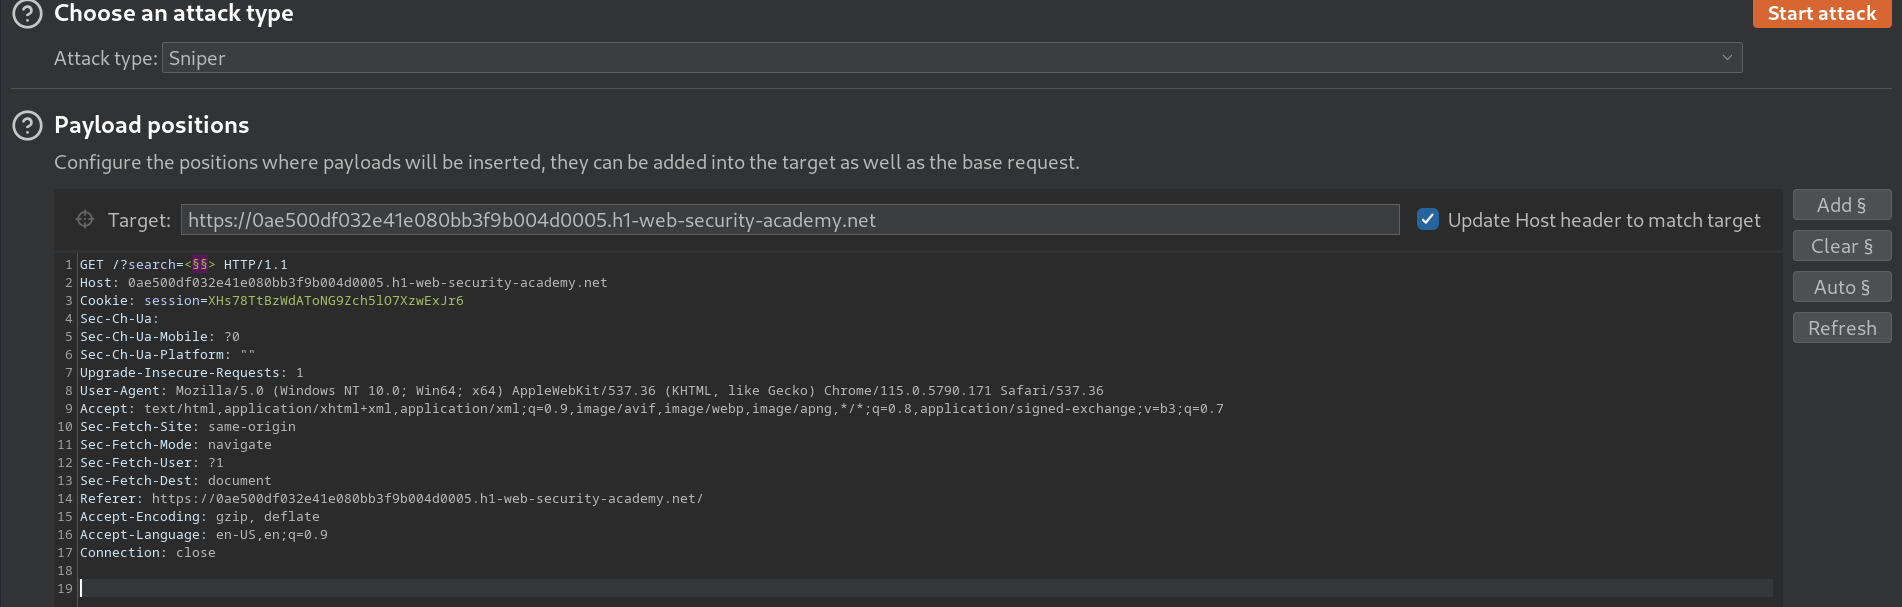 Choose an attack type
Start attack
Attack type: Sniper
Payload positions
Configure the positions where payloads will be inserted, they can be added into the target as well as the base request.
Target: https://0ae500df032e41e080bb3f9b004d0005.h1-web-security-academy.net
Update Host header to match target
Add §
Clear §
Auto §
Refresh
1 GET /?search=<§§> HTTP/1.1
2 Host: 0ae500df032e41e080bb3f9b004d0005.h1-web-security-academy.net
3 Cookie: session=XHs78TtBzWdAToNG9Zch5lO7XzwExJr6
4 Sec-Ch-Ua:
5 Sec-Ch-Ua-Mobile: ?0
6 Sec-Ch-Ua-Platform: ""
7 Upgrade-Insecure-Requests: 1
8 User-Agent: Mozilla/5.0 (Windows NT 10.0; Win64; x64) AppleWebKit/537.36 (KHTML, like Gecko) Chrome/115.0.5790.171 Safari/537.36
9 Accept: text/html,application/xhtml+xml,application/xml;q=0.9,image/avif,image/webp,image/apng,*/*;q=0.8,application/signed-exchange;v=b3;q=0.7
10 Sec-Fetch-Site: same-origin
11 Sec-Fetch-Mode: navigate
12 Sec-Fetch-User: ?1
13 Sec-Fetch-Dest: document
14 Referer: https://0ae500df032e41e080bb3f9b004d0005.h1-web-security-academy.net/
15 Accept-Encoding: gzip, deflate
16 Accept-Language: en-US,en;q=0.9
17 Connection: close
18
19